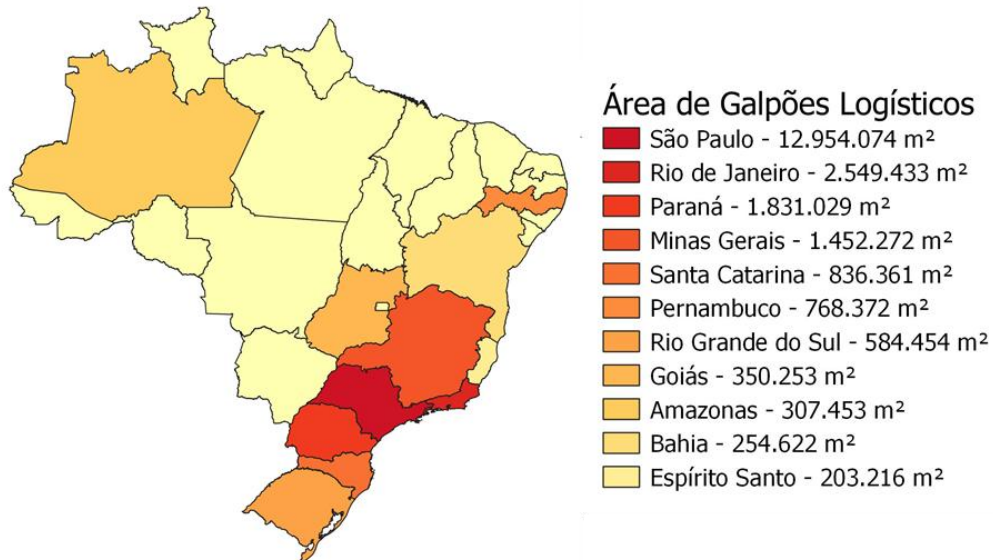 Área de Galpões Logísticos
São Paulo - 12.954.074 m²
Rio de Janeiro - 2.549.433 m²
Paraná - 1.831.029 m²
Minas Gerais - 1.452.272 m²
Santa Catarina - 836.361 m²
Pernambuco - 768.372 m²
Rio Grande do Sul - 584.454 m²
Goiás - 350.253 m²
Amazonas - 307.453 m²
Bahia - 254.622 m²
Espírito Santo - 203.216 m²